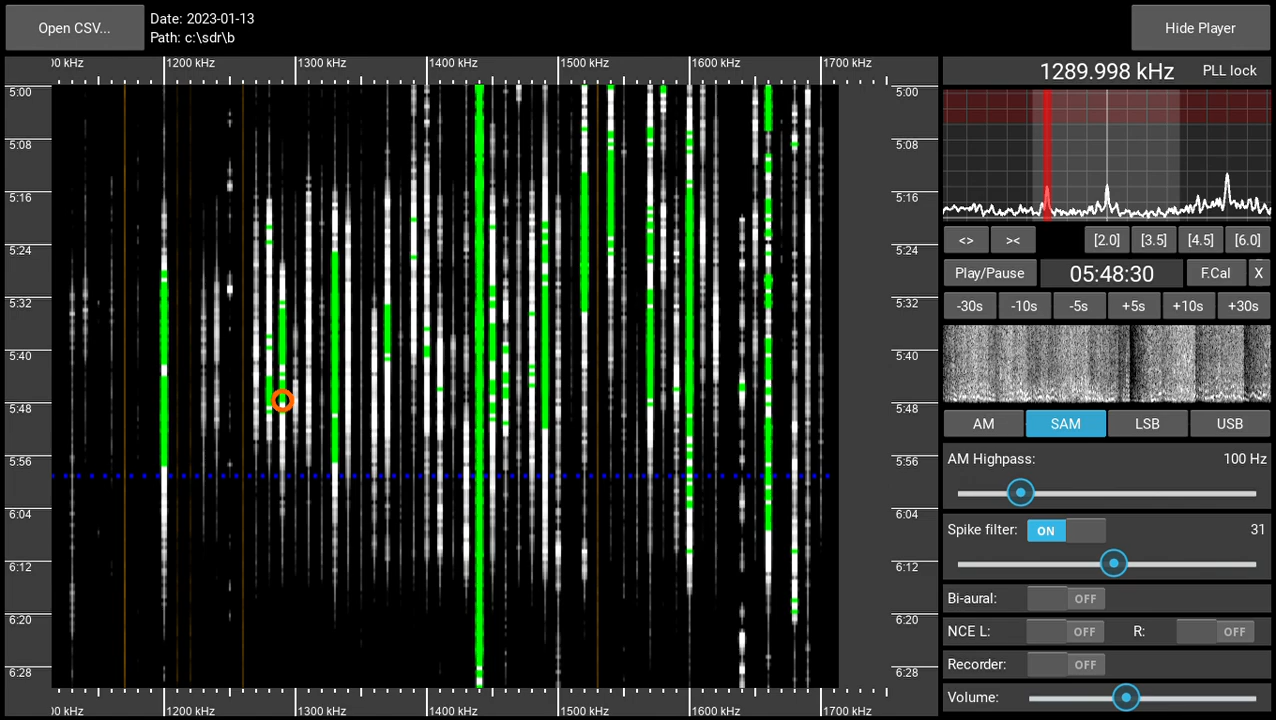 Open CSV...
Date: 2023-01-13
Path: c:\sdr\b
Hide Player
00 kHz 1200 kHz 1300 kHz 1400 kHz 1500 kHz 1600 kHz 1700 kHz
1289.998 kHz PLL lock
5:00 5:00
5:08 5:08
5:16 5:16
5:24 5:24
<> >< [2.0] [3.5] [4.5] [6.0]
Play/Pause 05:48:30 F.Cal X
5:32 5:32
-30s -10s -5s +5s +10s +30s
5:40 5:40
5:48 5:48
AM SAM LSB USB
5:56 5:56
AM Highpass: 100 Hz
6:04 6:04
Spike filter: ON 31
6:12 6:12
Bi-aural: OFF
6:20 6:20
NCE L: OFF R: OFF
6:28 6:28
Recorder: OFF
Volume:
00 kHz 1200 kHz 1300 kHz 1400 kHz 1500 kHz 1600 kHz 1700 kHz